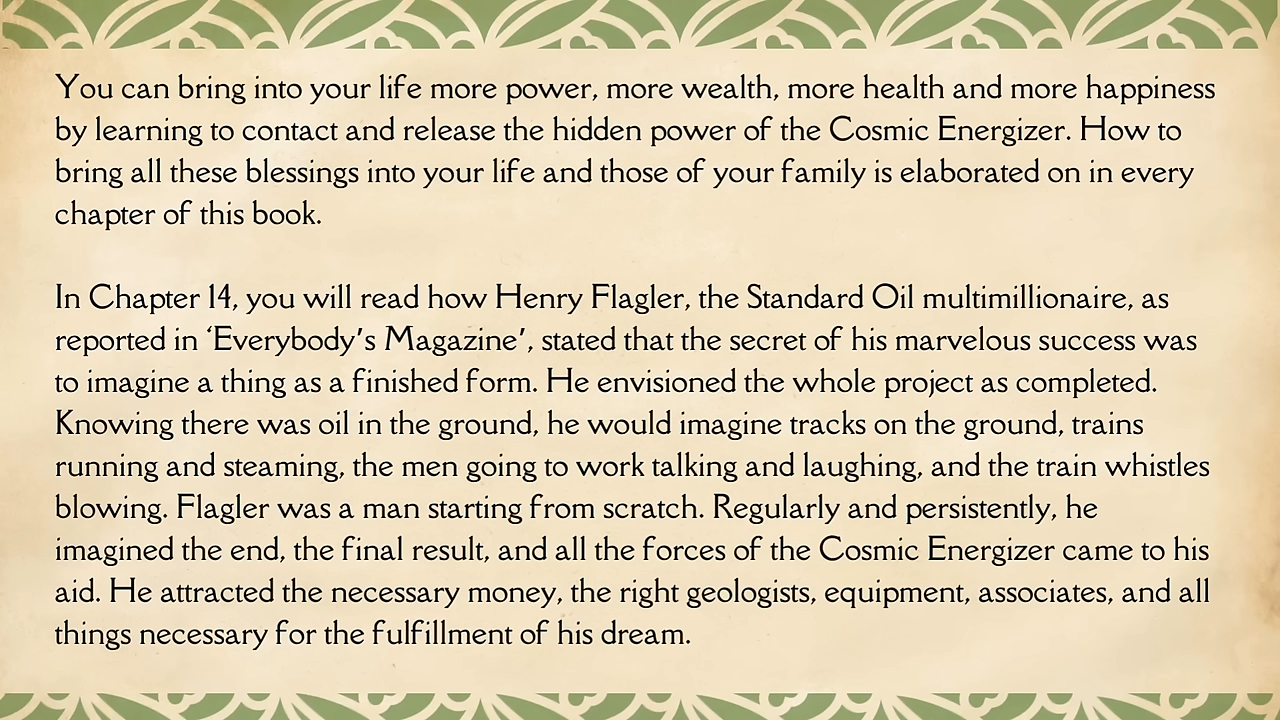 You can bring into your life more power, more wealth, more health and more happiness
by learning to contact and release the hidden power of the Cosmic Energizer. How to
bring all these blessings into your life and those of your family is elaborated on in every
chapter of this book.
In Chapter 14, you will read how Henry Flagler, the Standard Oil multimillionaire, as
reported in ‘Everybody's Magazine', stated that the secret of his marvelous success was
to imagine a thing as a finished form. He envisioned the whole project as completed.
Knowing there was oil in the ground, he would imagine tracks on the ground, trains
running and steaming, the men going to work talking and laughing, and the train whistles
blowing. Flagler was a man starting from scratch. Regularly and persistently, he
imagined the end, the final result, and all the forces of the Cosmic Energizer came to his
aid. He attracted the necessary money, the right geologists, equipment, associates, and all
things necessary for the fulfillment of his dream.